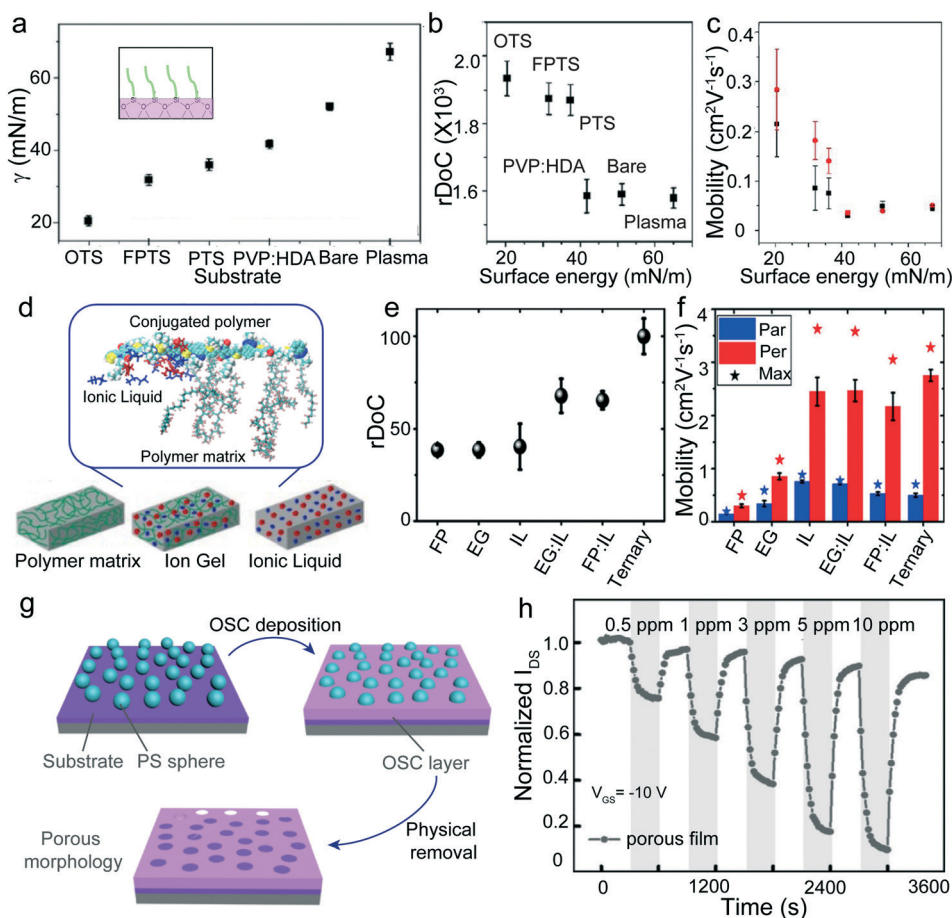 a
γ (mN/m)
60
40
20
OTS
FPTS
PTS
PVP:HDA
Bare
Plasma
Substrate
b
rDoC (X10³)
2.0
1.8
1.6
OTS
FPTS
PTS
PVP:HDA
Bare
Plasma
20
40
60
Surface energy (mN/m)
c
Mobility (cm²V⁻¹s⁻¹)
0.4
0.3
0.2
0.1
0
20
30
40
50
60
Surface energy (mN/m)
d
Conjugated polymer
Ionic Liquid
Polymer matrix
Polymer matrix
Ion Gel
Ionic Liquid
e
rDoC
100
50
0
FP
EG
IL
EG:IL
FP:IL
Ternary
f
Mobility (cm²V⁻¹s⁻¹)
4
3
2
1
0
Par
Per
Max
FP
EG
IL
EG:IL
FP:IL
Ternary
g
OSC deposition
Substrate
PS sphere
OSC layer
Porous
morphology
Physical
removal
h
Normalized I_DS
1.0
0.8
0.6
0.4
0.2
0
0.5 ppm
1 ppm
3 ppm
5 ppm
10 ppm
V_GS= -10 V
porous film
0
1200
2400
3600
Time (s)